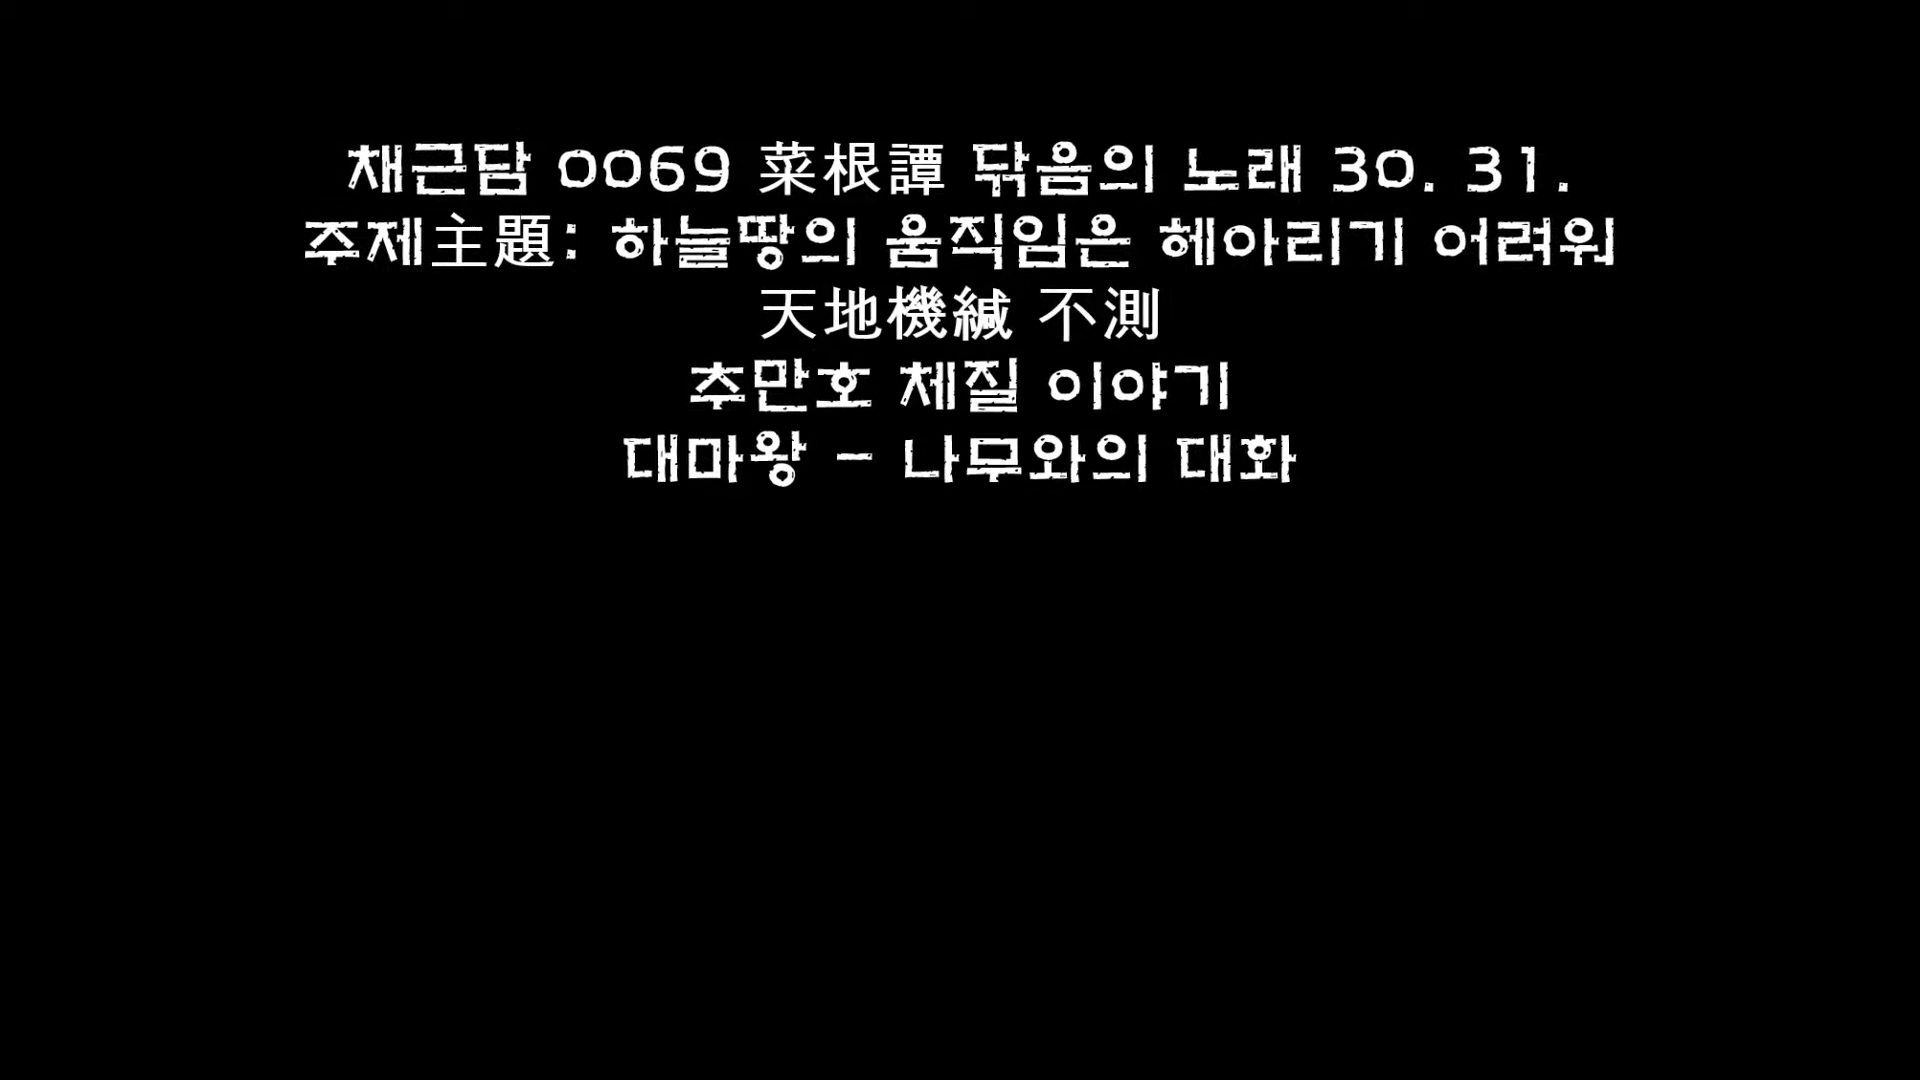 채근담 0069 菜根譚 닦음의 노래 30. 31.
주제主題: 하늘땅의 움직임은 헤아리기 어려워
天地機緘 不測
추만호 체질 이야기
대마왕 - 나무와의 대화